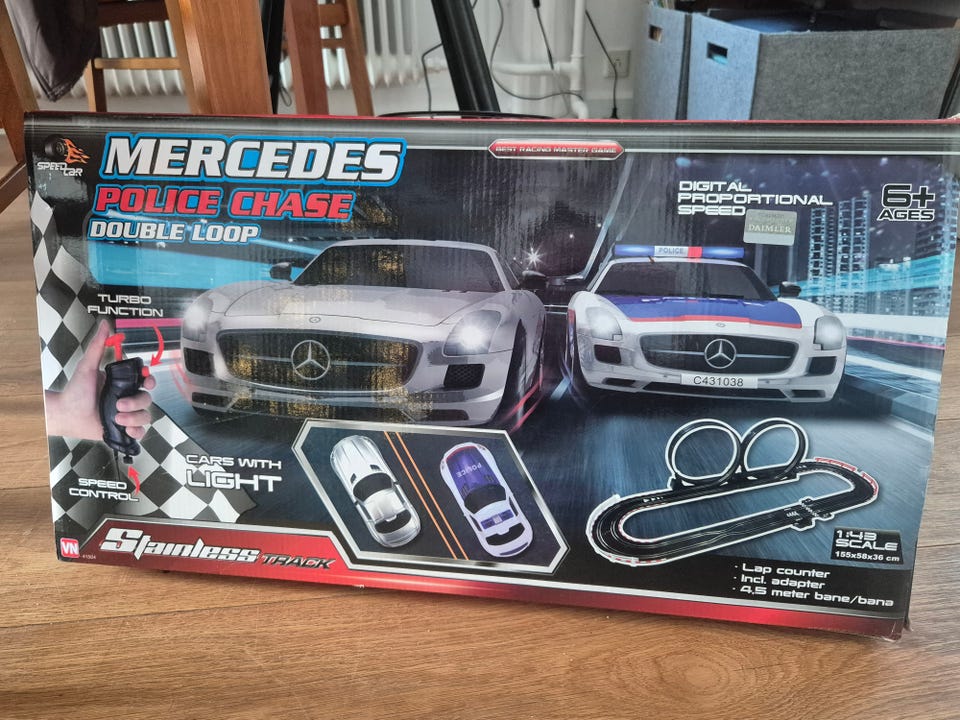 SPEED CAR
MERCEDES
POLICE CHASE
DOUBLE LOOP
BEST RACING MASTER GAME
DIGITAL
PROPORTIONAL
SPEED
DAIMLER
6+
AGES
TURBO
FUNCTION
POLICE
C431038
CARS WITH
LIGHT
SPEED
CONTROL
POLICE
1:43
SCALE
155x58x36 cm
VN
Stainless TRACK
· Lap counter
· Incl. adapter
· 4,5 meter bane/bana